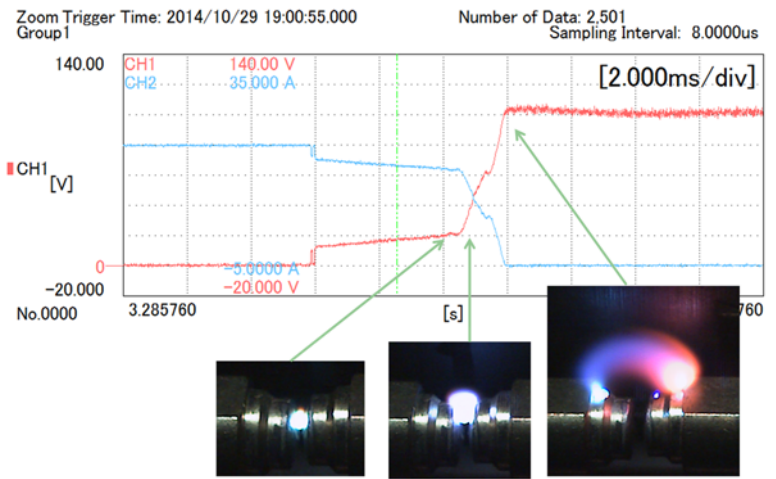 Zoom Trigger Time: 2014/10/29 19:00:55.000 Number of Data: 2,501
Group1 Sampling Interval: 8.0000us
140.00 CH1 140.00 V
CH2 35.000 A
[2.000ms/div]
CH1
[V]
0 -5.0000 A
-20.000 -20.000 V
No.0000 3.285760 [s] 760